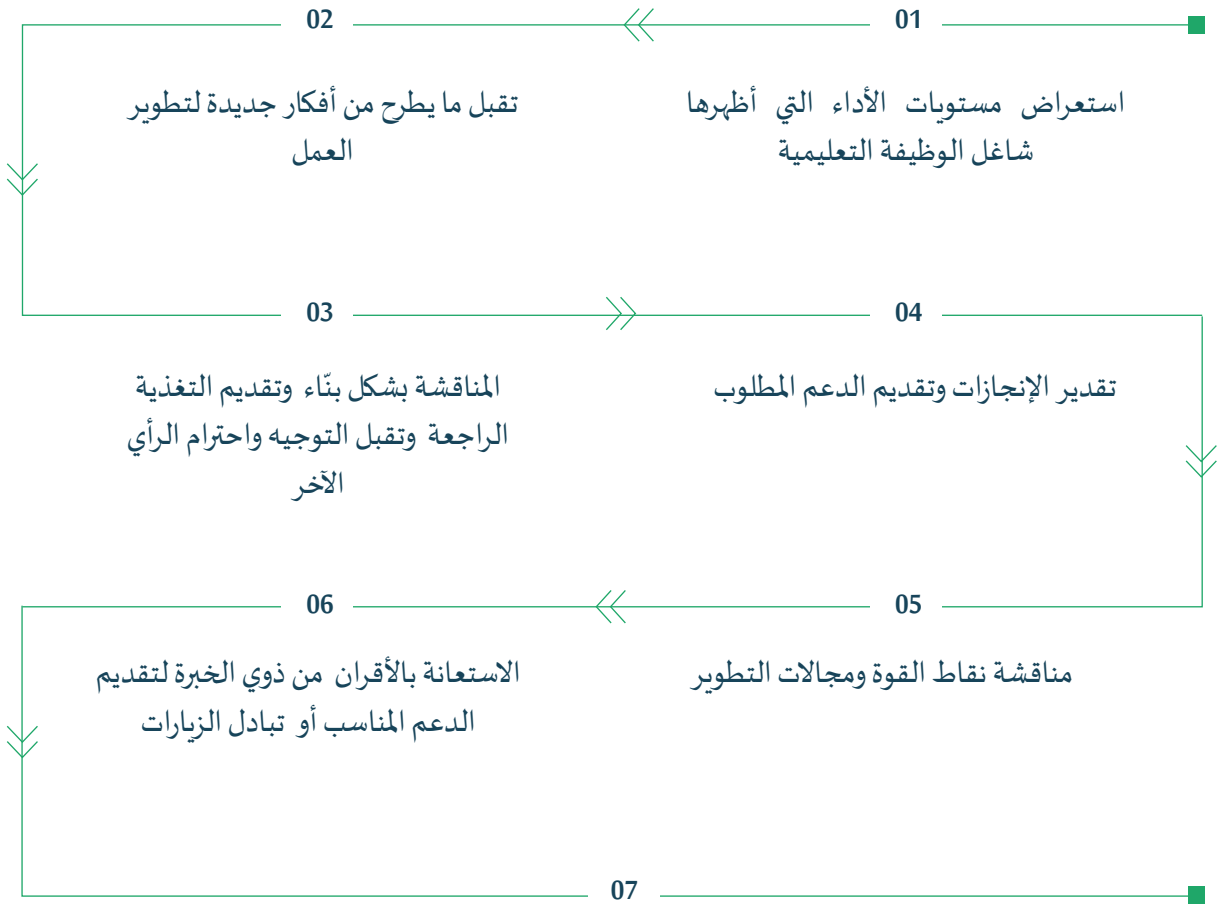 01
استعراض مستويات الأداء التي أظهرها
شاغل الوظيفة التعليمية
02
تقبل ما يطرح من أفكار جديدة لتطوير
العمل
03
المناقشة بشكل بنّاء وتقديم التغذية
الراجعة وتقبل التوجيه واحترام الرأي
الآخر
04
تقدير الإنجازات وتقديم الدعم المطلوب
05
مناقشة نقاط القوة ومجالات التطوير
06
الاستعانة بالأقران من ذوي الخبرة لتقديم
الدعم المناسب أو تبادل الزيارات
07